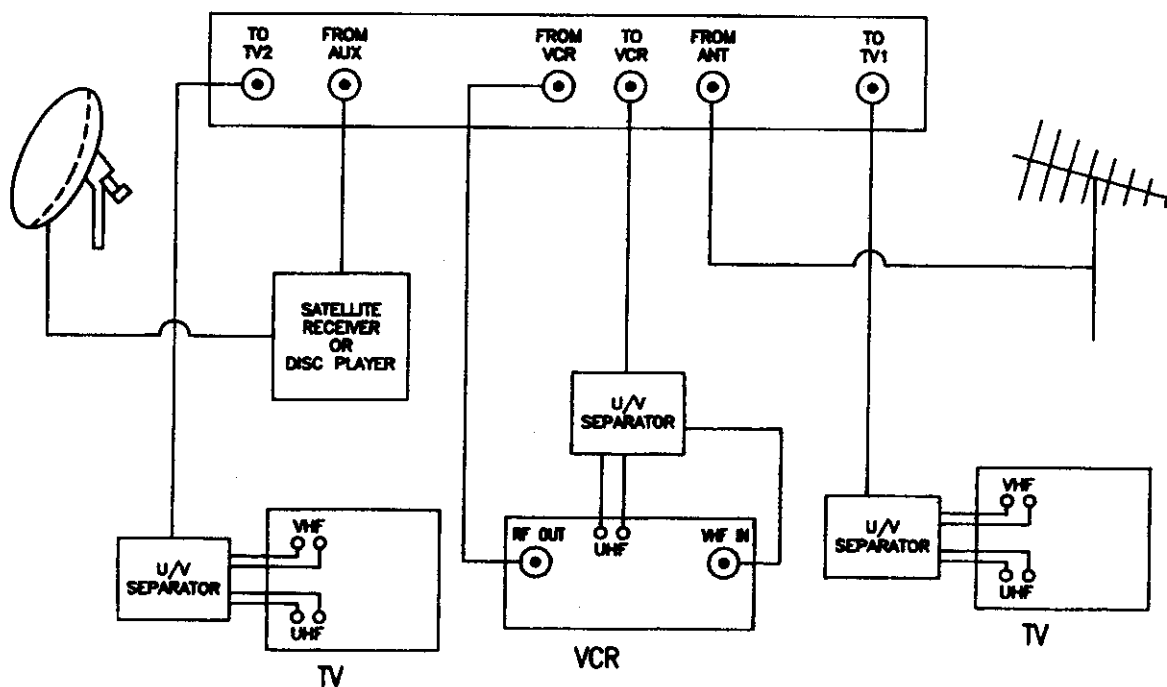 TO
TV2
FROM
AUX
FROM
VCR
TO
VCR
FROM
ANT
TO
TV1
SATELLITE
RECEIVER
OR
DISC PLAYER
U/V
SEPARATOR
VHF
UHF
TV
U/V
SEPARATOR
RF OUT
UHF
VHF IN
VCR
U/V
SEPARATOR
VHF
UHF
TV